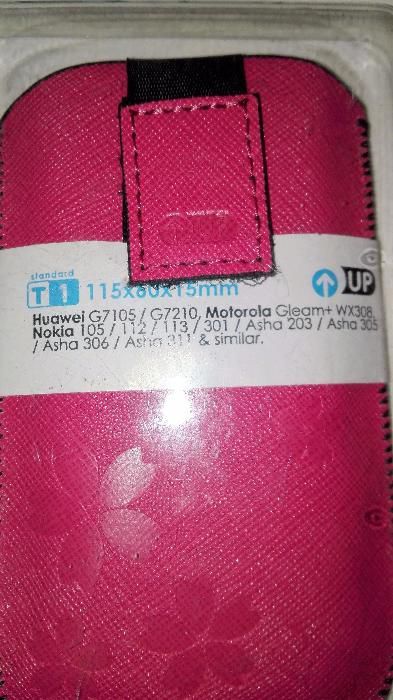 standard
T 1 115x60x15mm
UP
Huawei G7105 / G7210, Motorola Gleam+ WX308,
Nokia 105 / 112 / 113 / 301 / Asha 203 / Asha 305
/ Asha 306 / Asha 311 & similar.